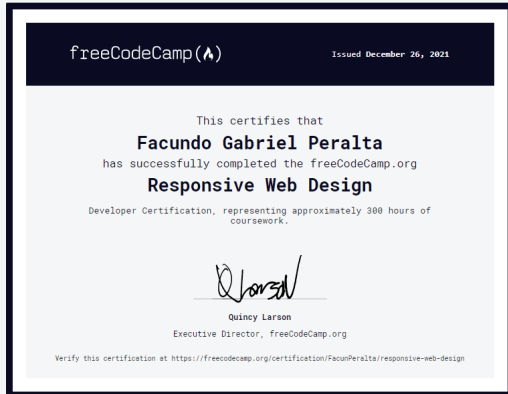 freeCodeCamp(🔥)
Issued December 26, 2021
This certifies that
Facundo Gabriel Peralta
has successfully completed the freeCodeCamp.org
Responsive Web Design
Developer Certification, representing approximately 300 hours of
coursework.
Q Larson
Quincy Larson
Executive Director, freeCodeCamp.org
Verify this certification at https://freecodecamp.org/certification/FacunPeralta/responsive-web-design